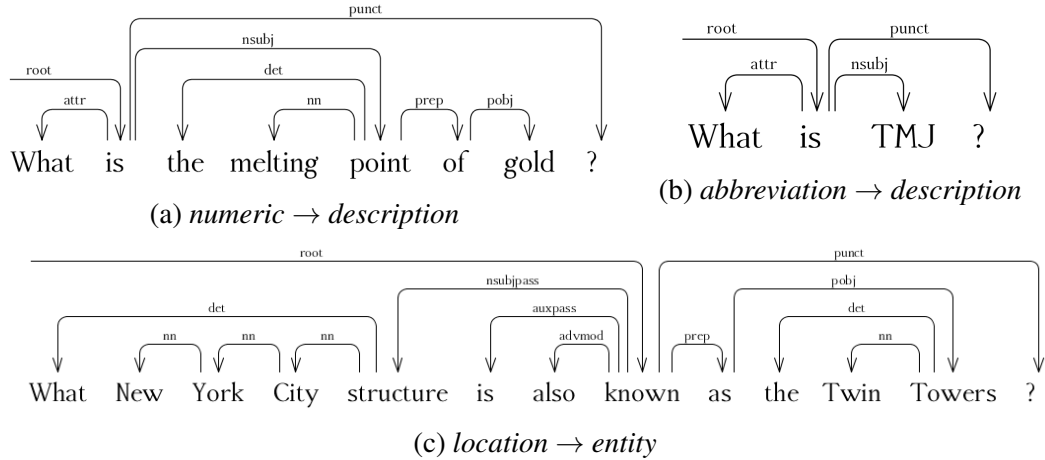 punct
nsubj
root det
attr nn prep pobj
What is the melting point of gold ?
(a) numeric → description
root punct
attr nsubj
What is TMJ ?
(b) abbreviation → description
root punct
nsubjpass pobj
det auxpass det
nn nn nn advmod prep nn
What New York City structure is also known as the Twin Towers ?
(c) location → entity